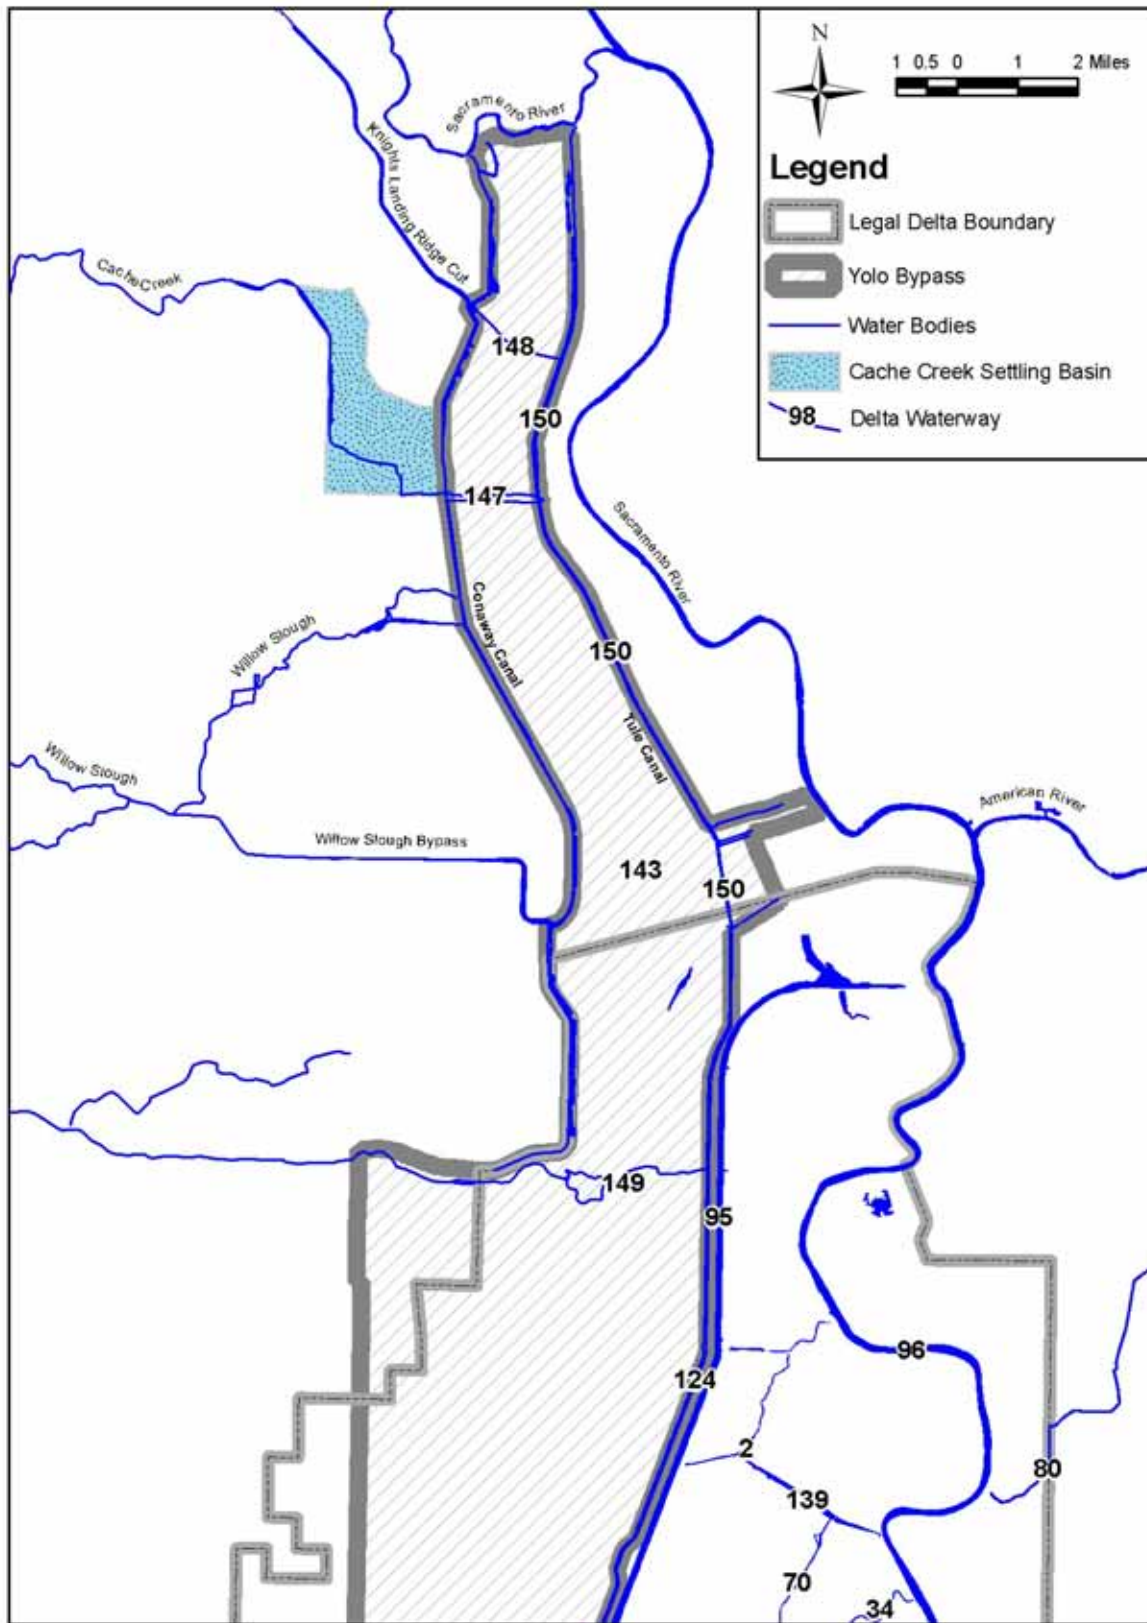 N
1 0.5 0 1 2 Miles
Legend
Legal Delta Boundary
Yolo Bypass
Water Bodies
Cache Creek Settling Basin
98 Delta Waterway
Sacramento River
Knights Landing Ridge Cut
CacheCreek
148
150
147
Sacramento River
Conaway Canal
Willow Slough
150
Tule Canal
Willow Slough
American River
Willow Slough Bypass
143
150
149
95
96
124
2
80
139
70
34